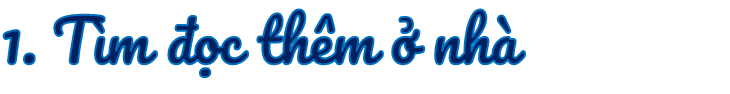 1. Tìm đọc thêm ở nhà